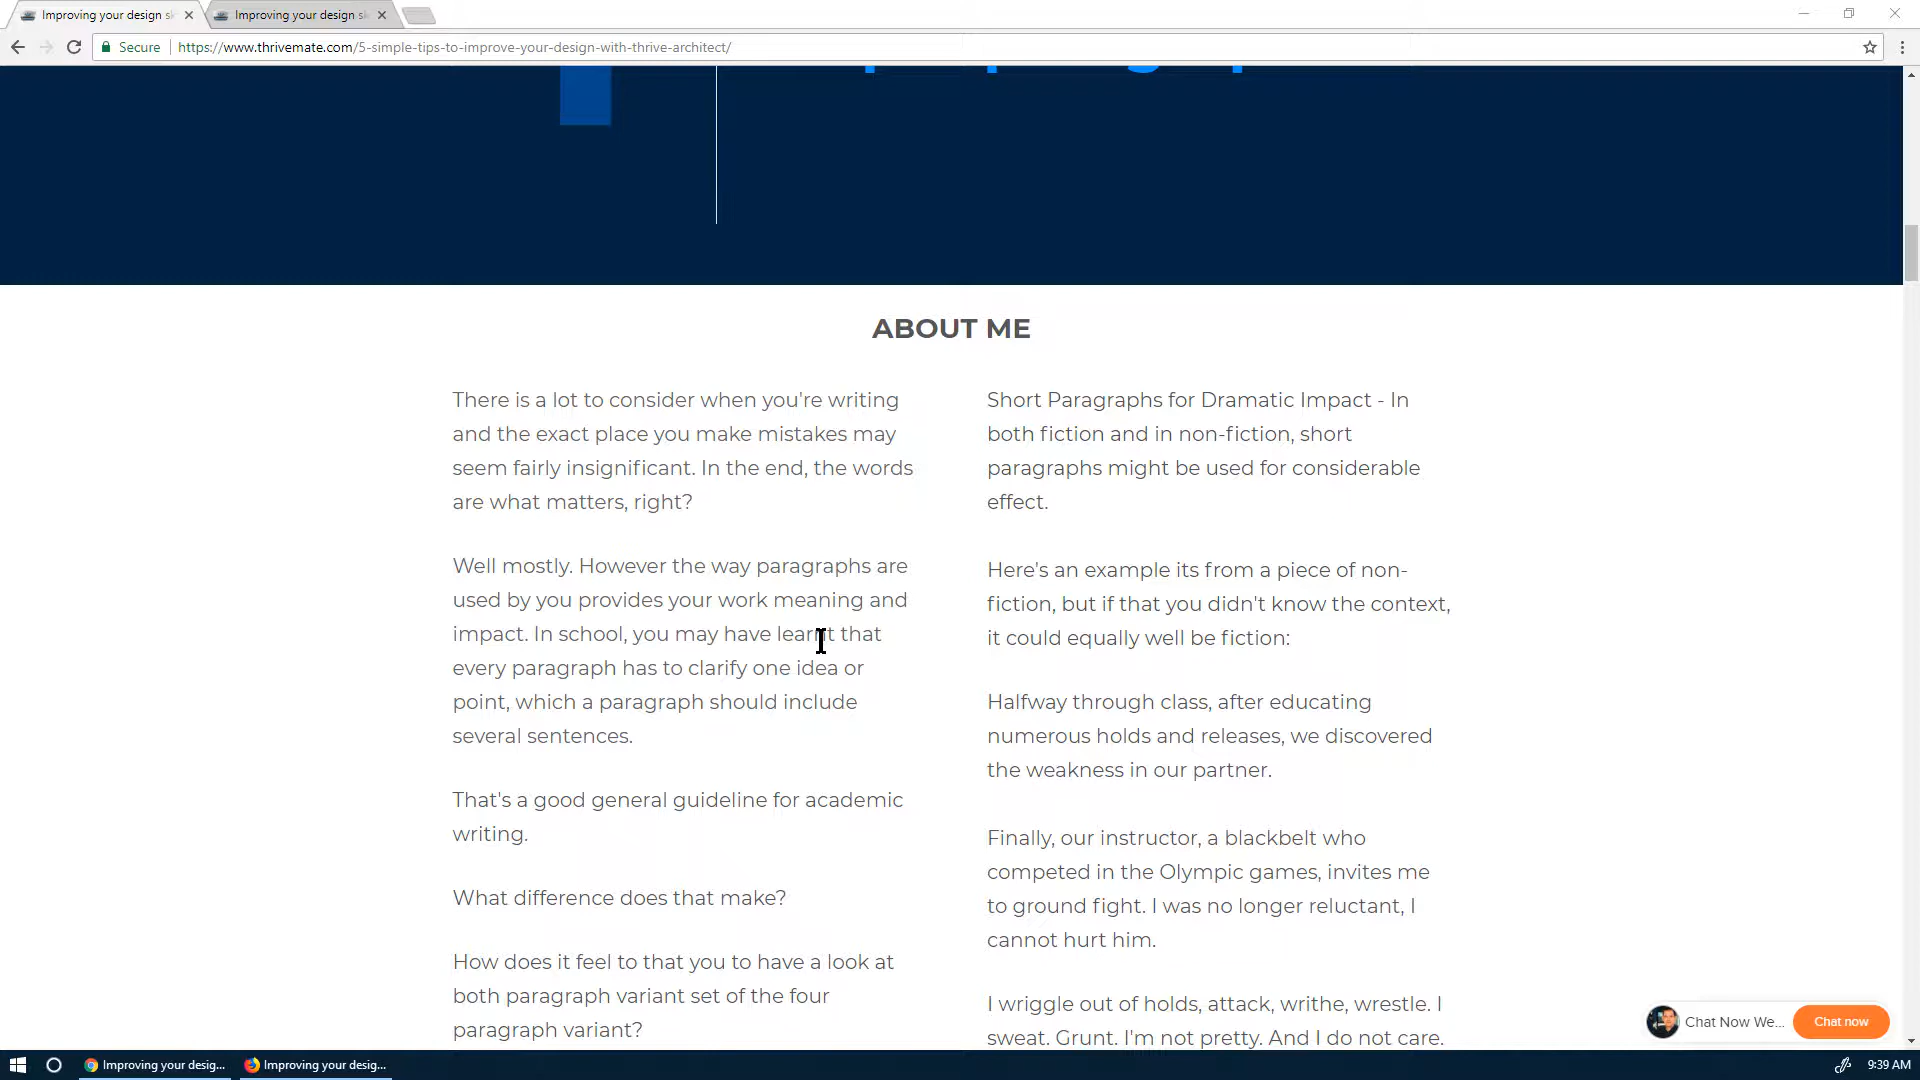 Improving your design sk
Improving your design sk
Secure
https://www.thrivemate.com/5-simple-tips-to-improve-your-design-with-thrive-architect/
ABOUT ME
There is a lot to consider when you're writing
and the exact place you make mistakes may
seem fairly insignificant. In the end, the words
are what matters, right?
Well mostly. However the way paragraphs are
used by you provides your work meaning and
impact. In school, you may have learnt that
every paragraph has to clarify one idea or
point, which a paragraph should include
several sentences.
That's a good general guideline for academic
writing.
What difference does that make?
How does it feel to that you to have a look at
both paragraph variant set of the four
paragraph variant?
Short Paragraphs for Dramatic Impact - In
both fiction and in non-fiction, short
paragraphs might be used for considerable
effect.
Here's an example its from a piece of non-
fiction, but if that you didn't know the context,
it could equally well be fiction:
Halfway through class, after educating
numerous holds and releases, we discovered
the weakness in our partner.
Finally, our instructor, a blackbelt who
competed in the Olympic games, invites me
to ground fight. I was no longer reluctant, I
cannot hurt him.
I wriggle out of holds, attack, writhe, wrestle. I
sweat. Grunt. I'm not pretty. And I do not care.
Chat Now We...
Chat now
Improving your desig...
Improving your desig...
9:39 AM